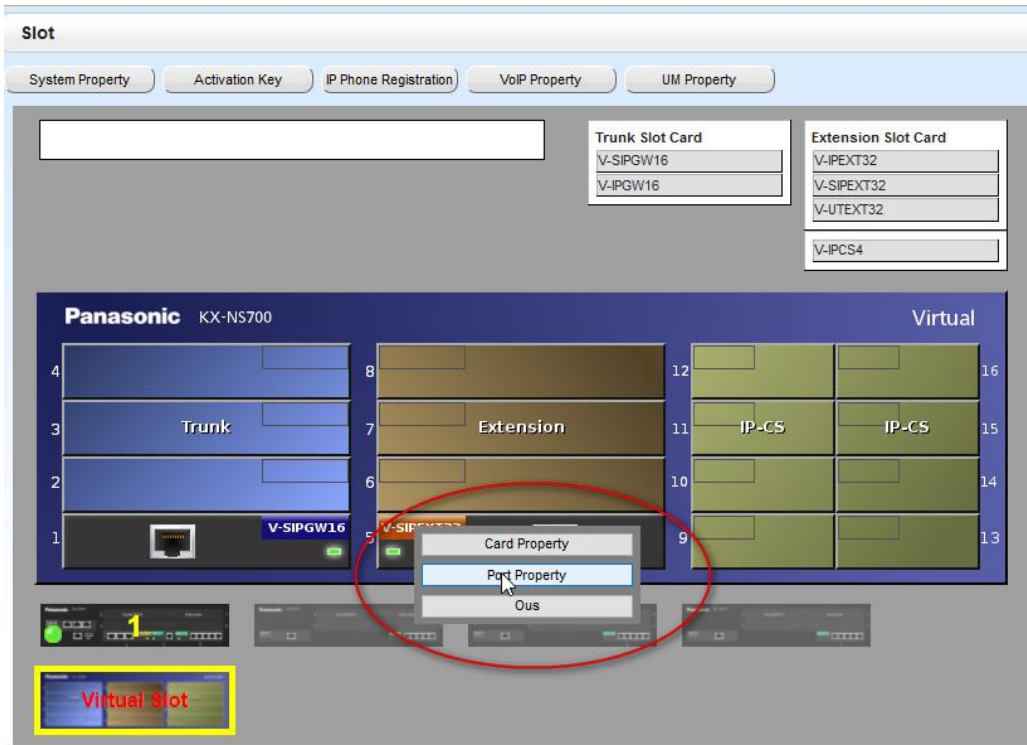 Slot
System Property Activation Key IP Phone Registration VoIP Property UM Property
Trunk Slot Card
V-SIPGW16
V-IPGW16
Extension Slot Card
V-IPEXT32
V-SIPEXT32
V-UTEXT32
V-IPCS4
Panasonic KX-NS700 Virtual
4 8 12 16
3 Trunk 7 Extension 11 IP-CS IP-CS 15
2 6 10 14
1 V-SIPGW16 5 9 13
Card Property
Port Property
Ous
1
Virtual Slot